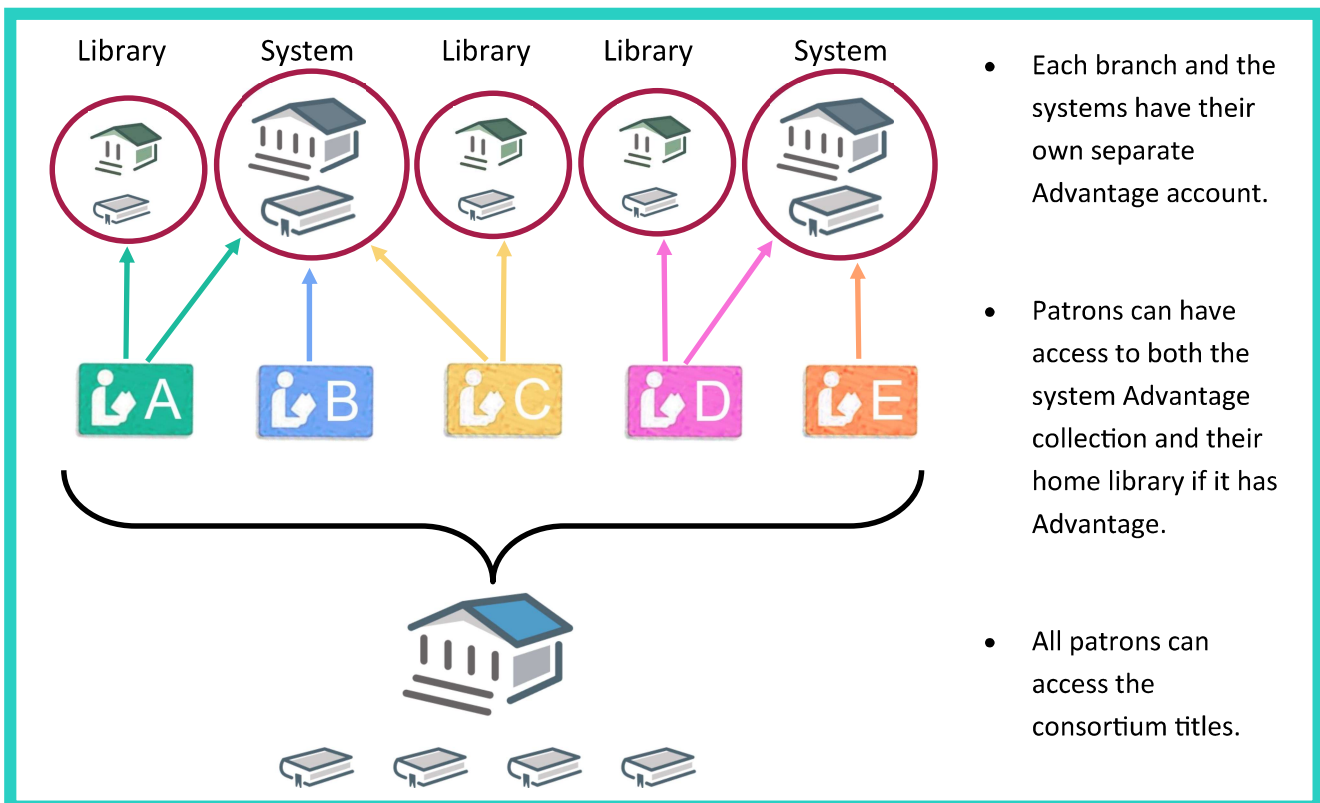 Library
System
Library
Library
System
A
B
C
D
E
• Each branch and the
systems have their
own separate
Advantage account.
• Patrons can have
access to both the
system Advantage
collection and their
home library if it has
Advantage.
• All patrons can
access the
consortium titles.